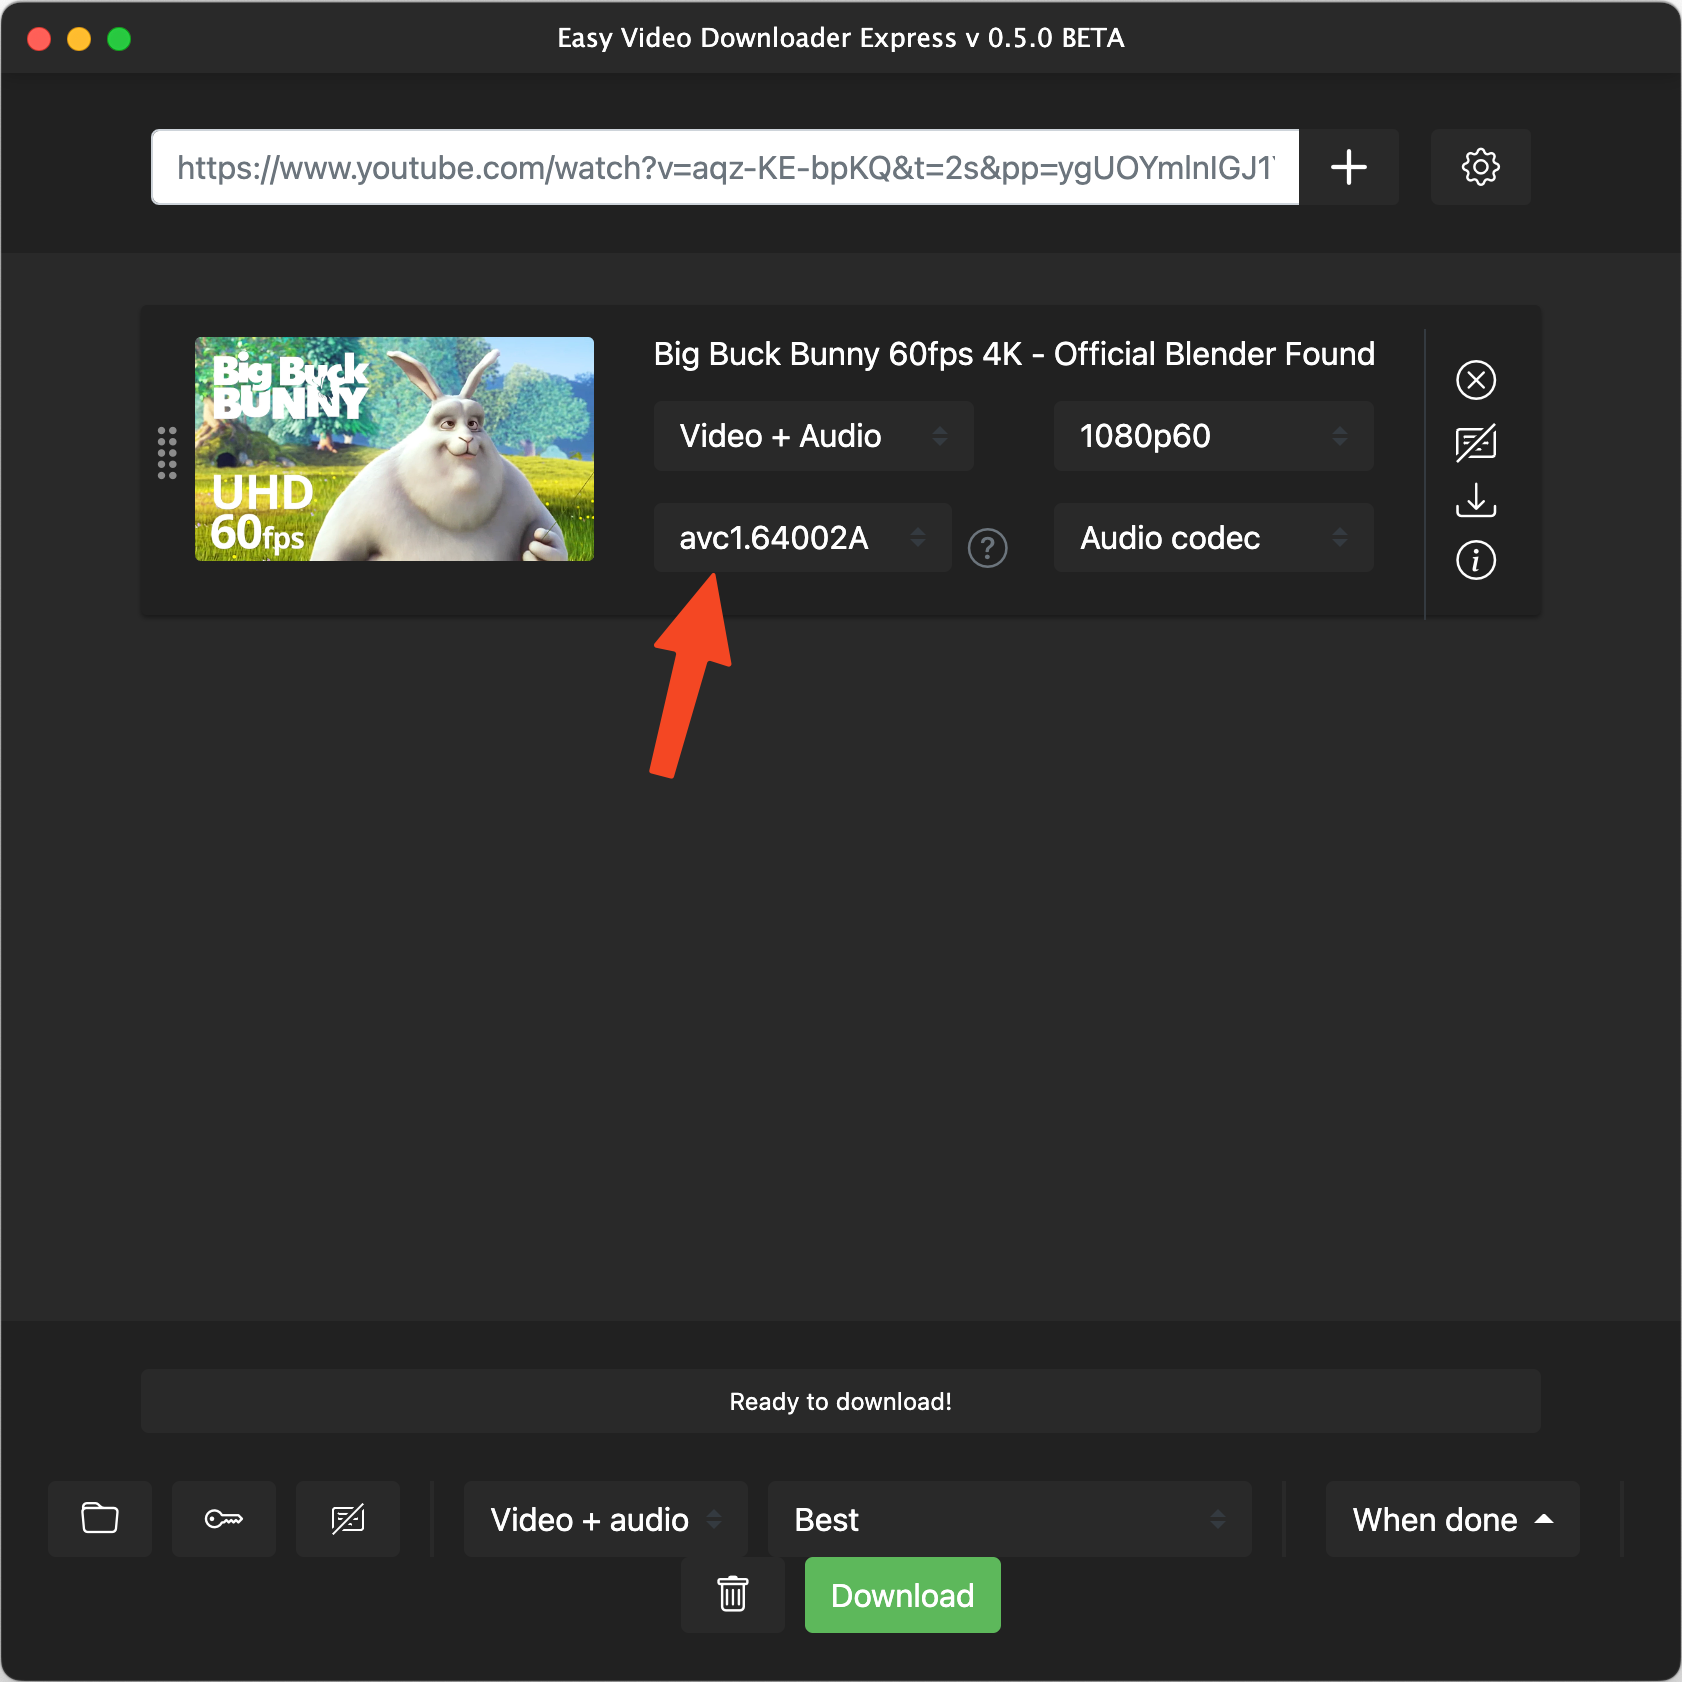 Easy Video Downloader Express v 0.5.0 BETA
https://www.youtube.com/watch?v=aqz-KE-bpKQ&t=2s&pp=ygUOYmlnIGJ1
Big Buck
BUNNY
UHD
60fps
Big Buck Bunny 60fps 4K - Official Blender Found
Video + Audio
1080p60
avc1.64002A
?
Audio codec
i
Ready to download!
Video + audio
Best
When done
Download